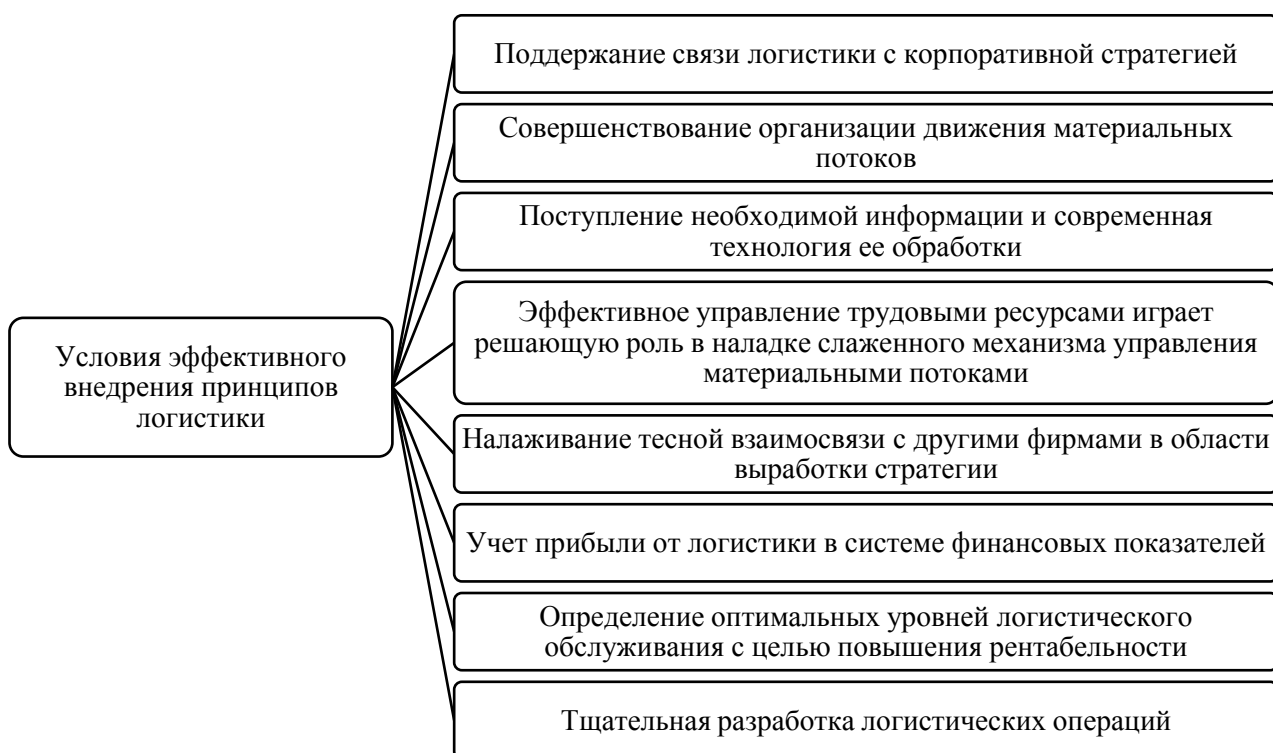 Условия эффективного
внедрения принципов
логистики
Поддержание связи логистики с корпоративной стратегией
Совершенствование организации движения материальных
потоков
Поступление необходимой информации и современная
технология ее обработки
Эффективное управление трудовыми ресурсами играет
решающую роль в наладке слаженного механизма управления
материальными потоками
Налаживание тесной взаимосвязи с другими фирмами в области
выработки стратегии
Учет прибыли от логистики в системе финансовых показателей
Определение оптимальных уровней логистического
обслуживания с целью повышения рентабельности
Тщательная разработка логистических операций